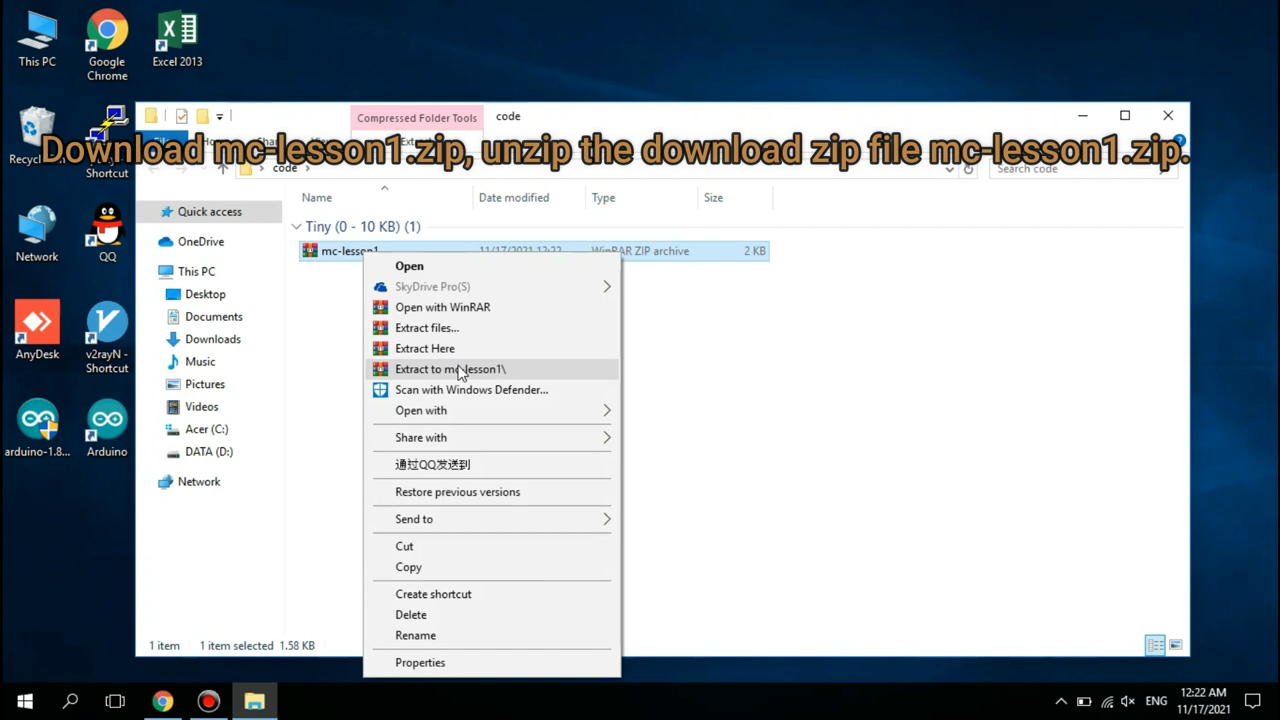 This PC
Google
Chrome
Excel 2013
Compressed Folder Tools
code
Download mc-lesson1.zip, unzip the download zip file mc-lesson1.zip.
Shortcut
code
Search code
Name
Date modified
Type
Size
Quick access
Tiny (0 - 10 KB) (1)
OneDrive
mc-lesson1
11/17/2021 12:22
WinRAR ZIP archive
2 KB
Network
QQ
This PC
Desktop
Documents
Downloads
Music
Pictures
Videos
Acer (C:)
DATA (D:)
Network
AnyDesk
v2rayN -
Shortcut
arduino-1.8...
Arduino
Open
SkyDrive Pro(S)
Open with WinRAR
Extract files...
Extract Here
Extract to mc-lesson1\
Scan with Windows Defender...
Open with
Share with
通过QQ发送到
Restore previous versions
Send to
Cut
Copy
Create shortcut
Delete
Rename
Properties
1 item
1 item selected
1.58 KB
ENG
12:22 AM
11/17/2021